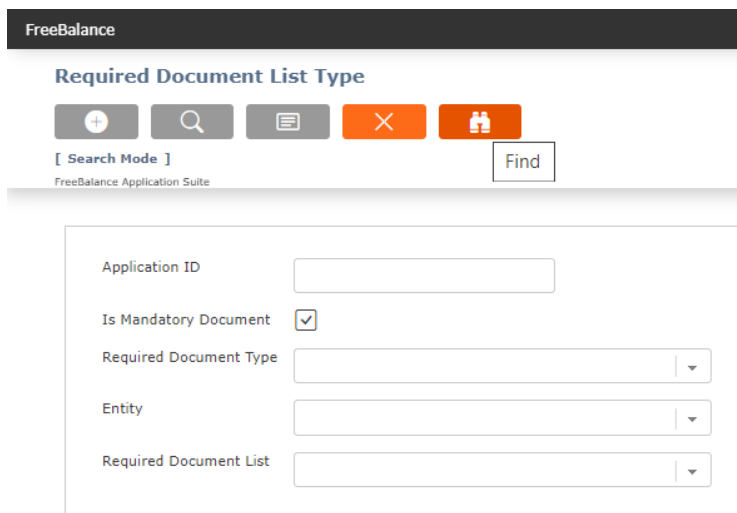 FreeBalance
Required Document List Type
[ Search Mode ]
Find
FreeBalance Application Suite
Application ID
Is Mandatory Document
Required Document Type
Entity
Required Document List